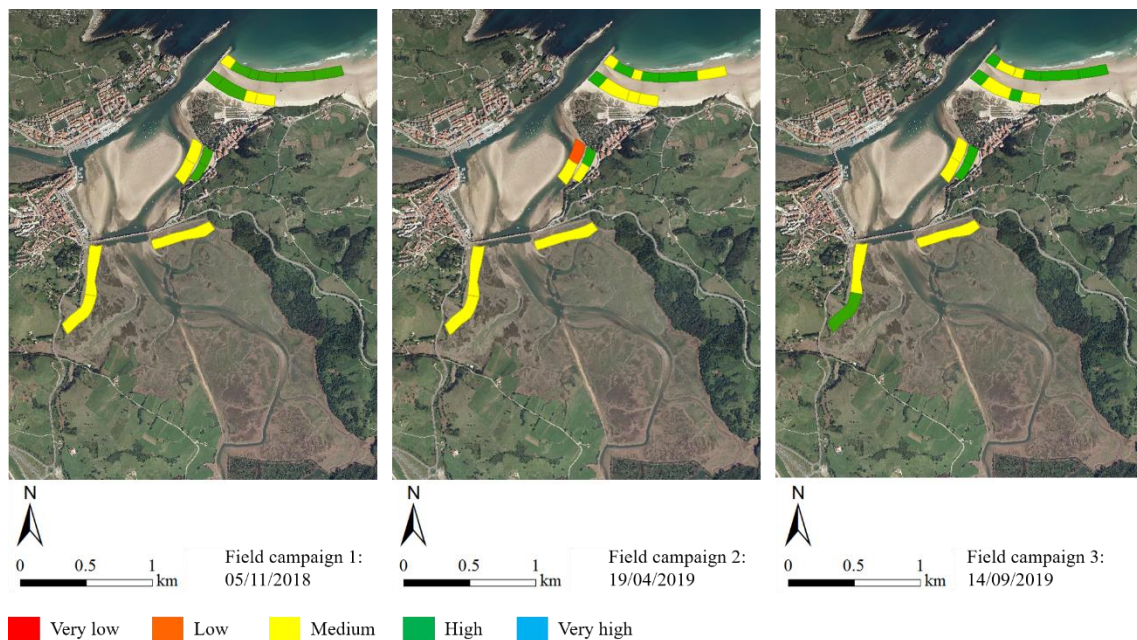 N
0 0.5 1
km
Field campaign 1:
05/11/2018
N
0 0.5 1
km
Field campaign 2:
19/04/2019
N
0 0.5 1
km
Field campaign 3:
14/09/2019
Very low Low Medium High Very high